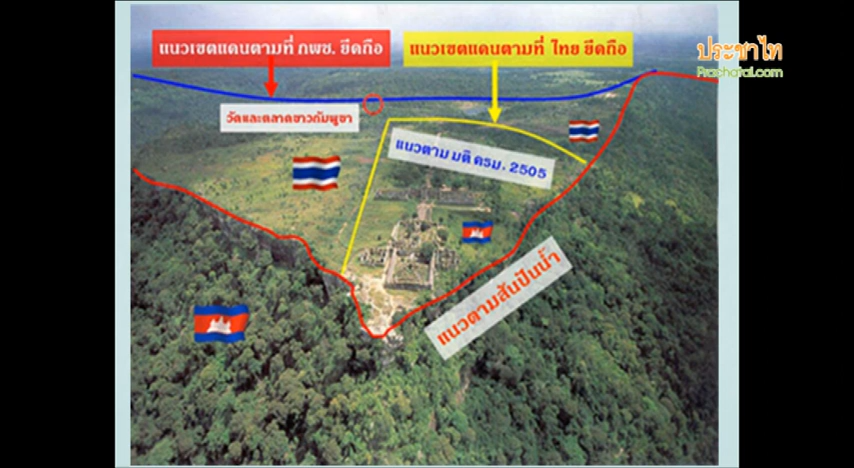 แนวเขตแดนตามที่ กพช. ยึดถือ
แนวเขตแดนตามที่ ไทย ยึดถือ
ประชาไท
Prachatai.com
วัดและตลาดชาวกัมพูชา
แนวตาม มติ ครม. 2505
แนวตามสันปันน้ำ